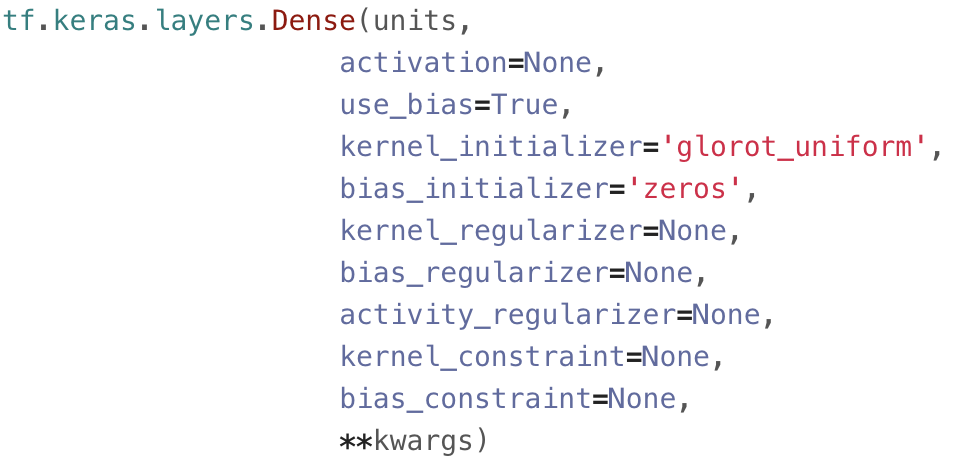 tf.keras.layers.Dense(units,
activation=None,
use_bias=True,
kernel_initializer='glorot_uniform',
bias_initializer='zeros',
kernel_regularizer=None,
bias_regularizer=None,
activity_regularizer=None,
kernel_constraint=None,
bias_constraint=None,
**kwargs)